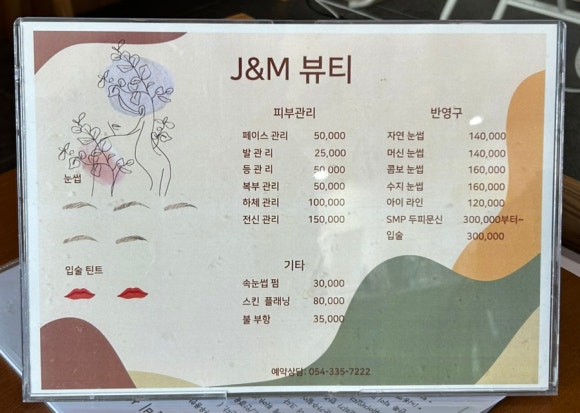 J&M 뷰티
피부관리
페이스 관리 50,000
발 관 리 25,000
등 관 리 50,000
복부 관리 50,000
하체 관리 100,000
전신 관리 150,000
반영구
자연 눈썹 140,000
머신 눈썹 140,000
콤보 눈썹 160,000
수지 눈썹 160,000
아이 라인 120,000
SMP 두피문신 300,000부터~
입술 300,000
눈썹
입술 틴트
기타
속눈썹 펌 30,000
스킨 플래닝 80,000
불 부항 35,000
예약상담: 054-335-7222